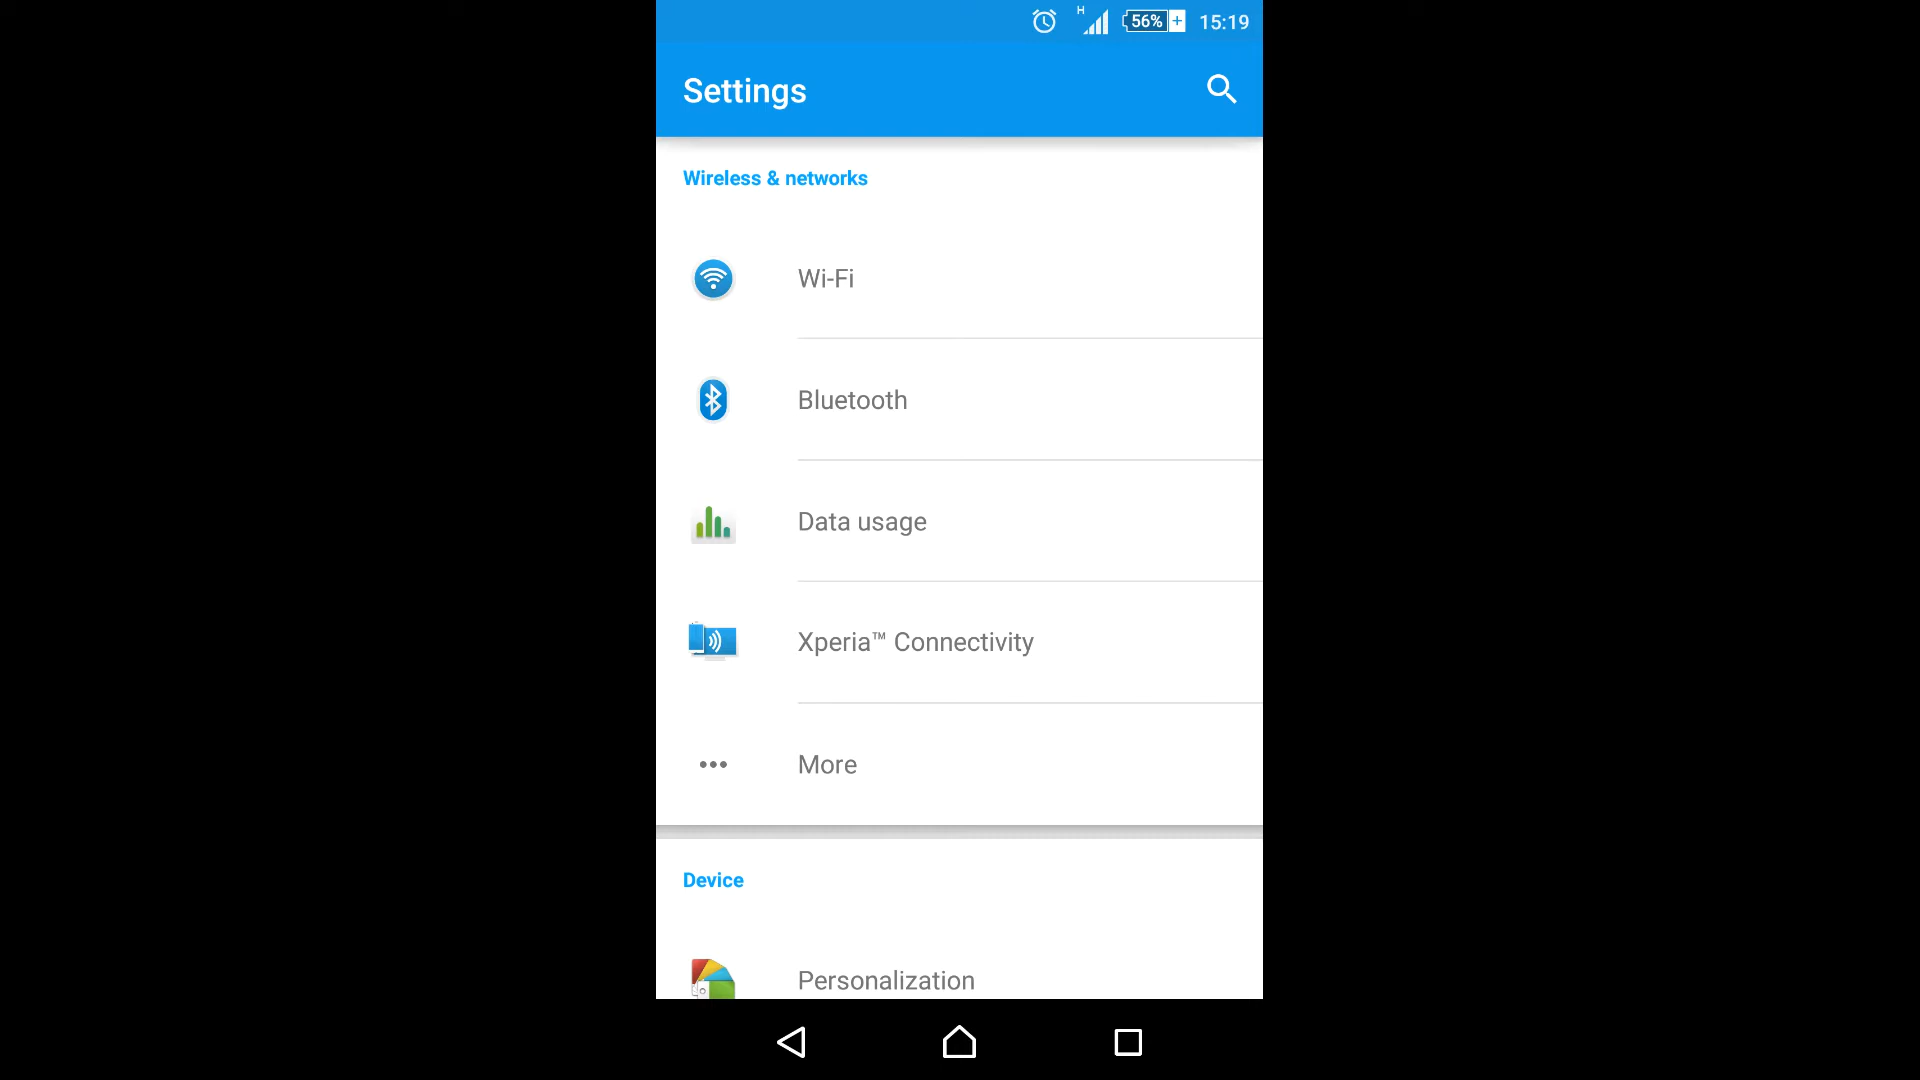 H 56% 15:19
Settings
Wireless & networks
Wi-Fi
Bluetooth
Data usage
Xperia™ Connectivity
More
Device
Personalization